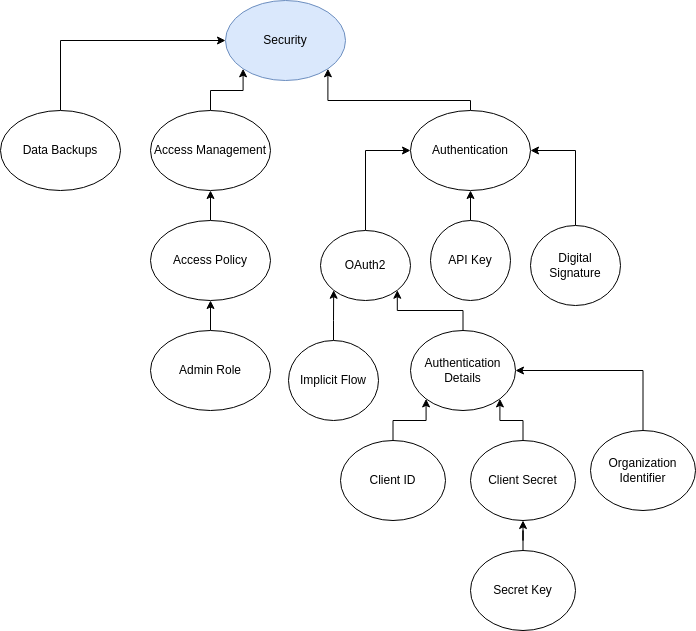 Security
Data Backups
Access Management
Authentication
Access Policy
OAuth2
API Key
Digital
Signature
Admin Role
Implicit Flow
Authentication
Details
Client ID
Client Secret
Organization
Identifier
Secret Key